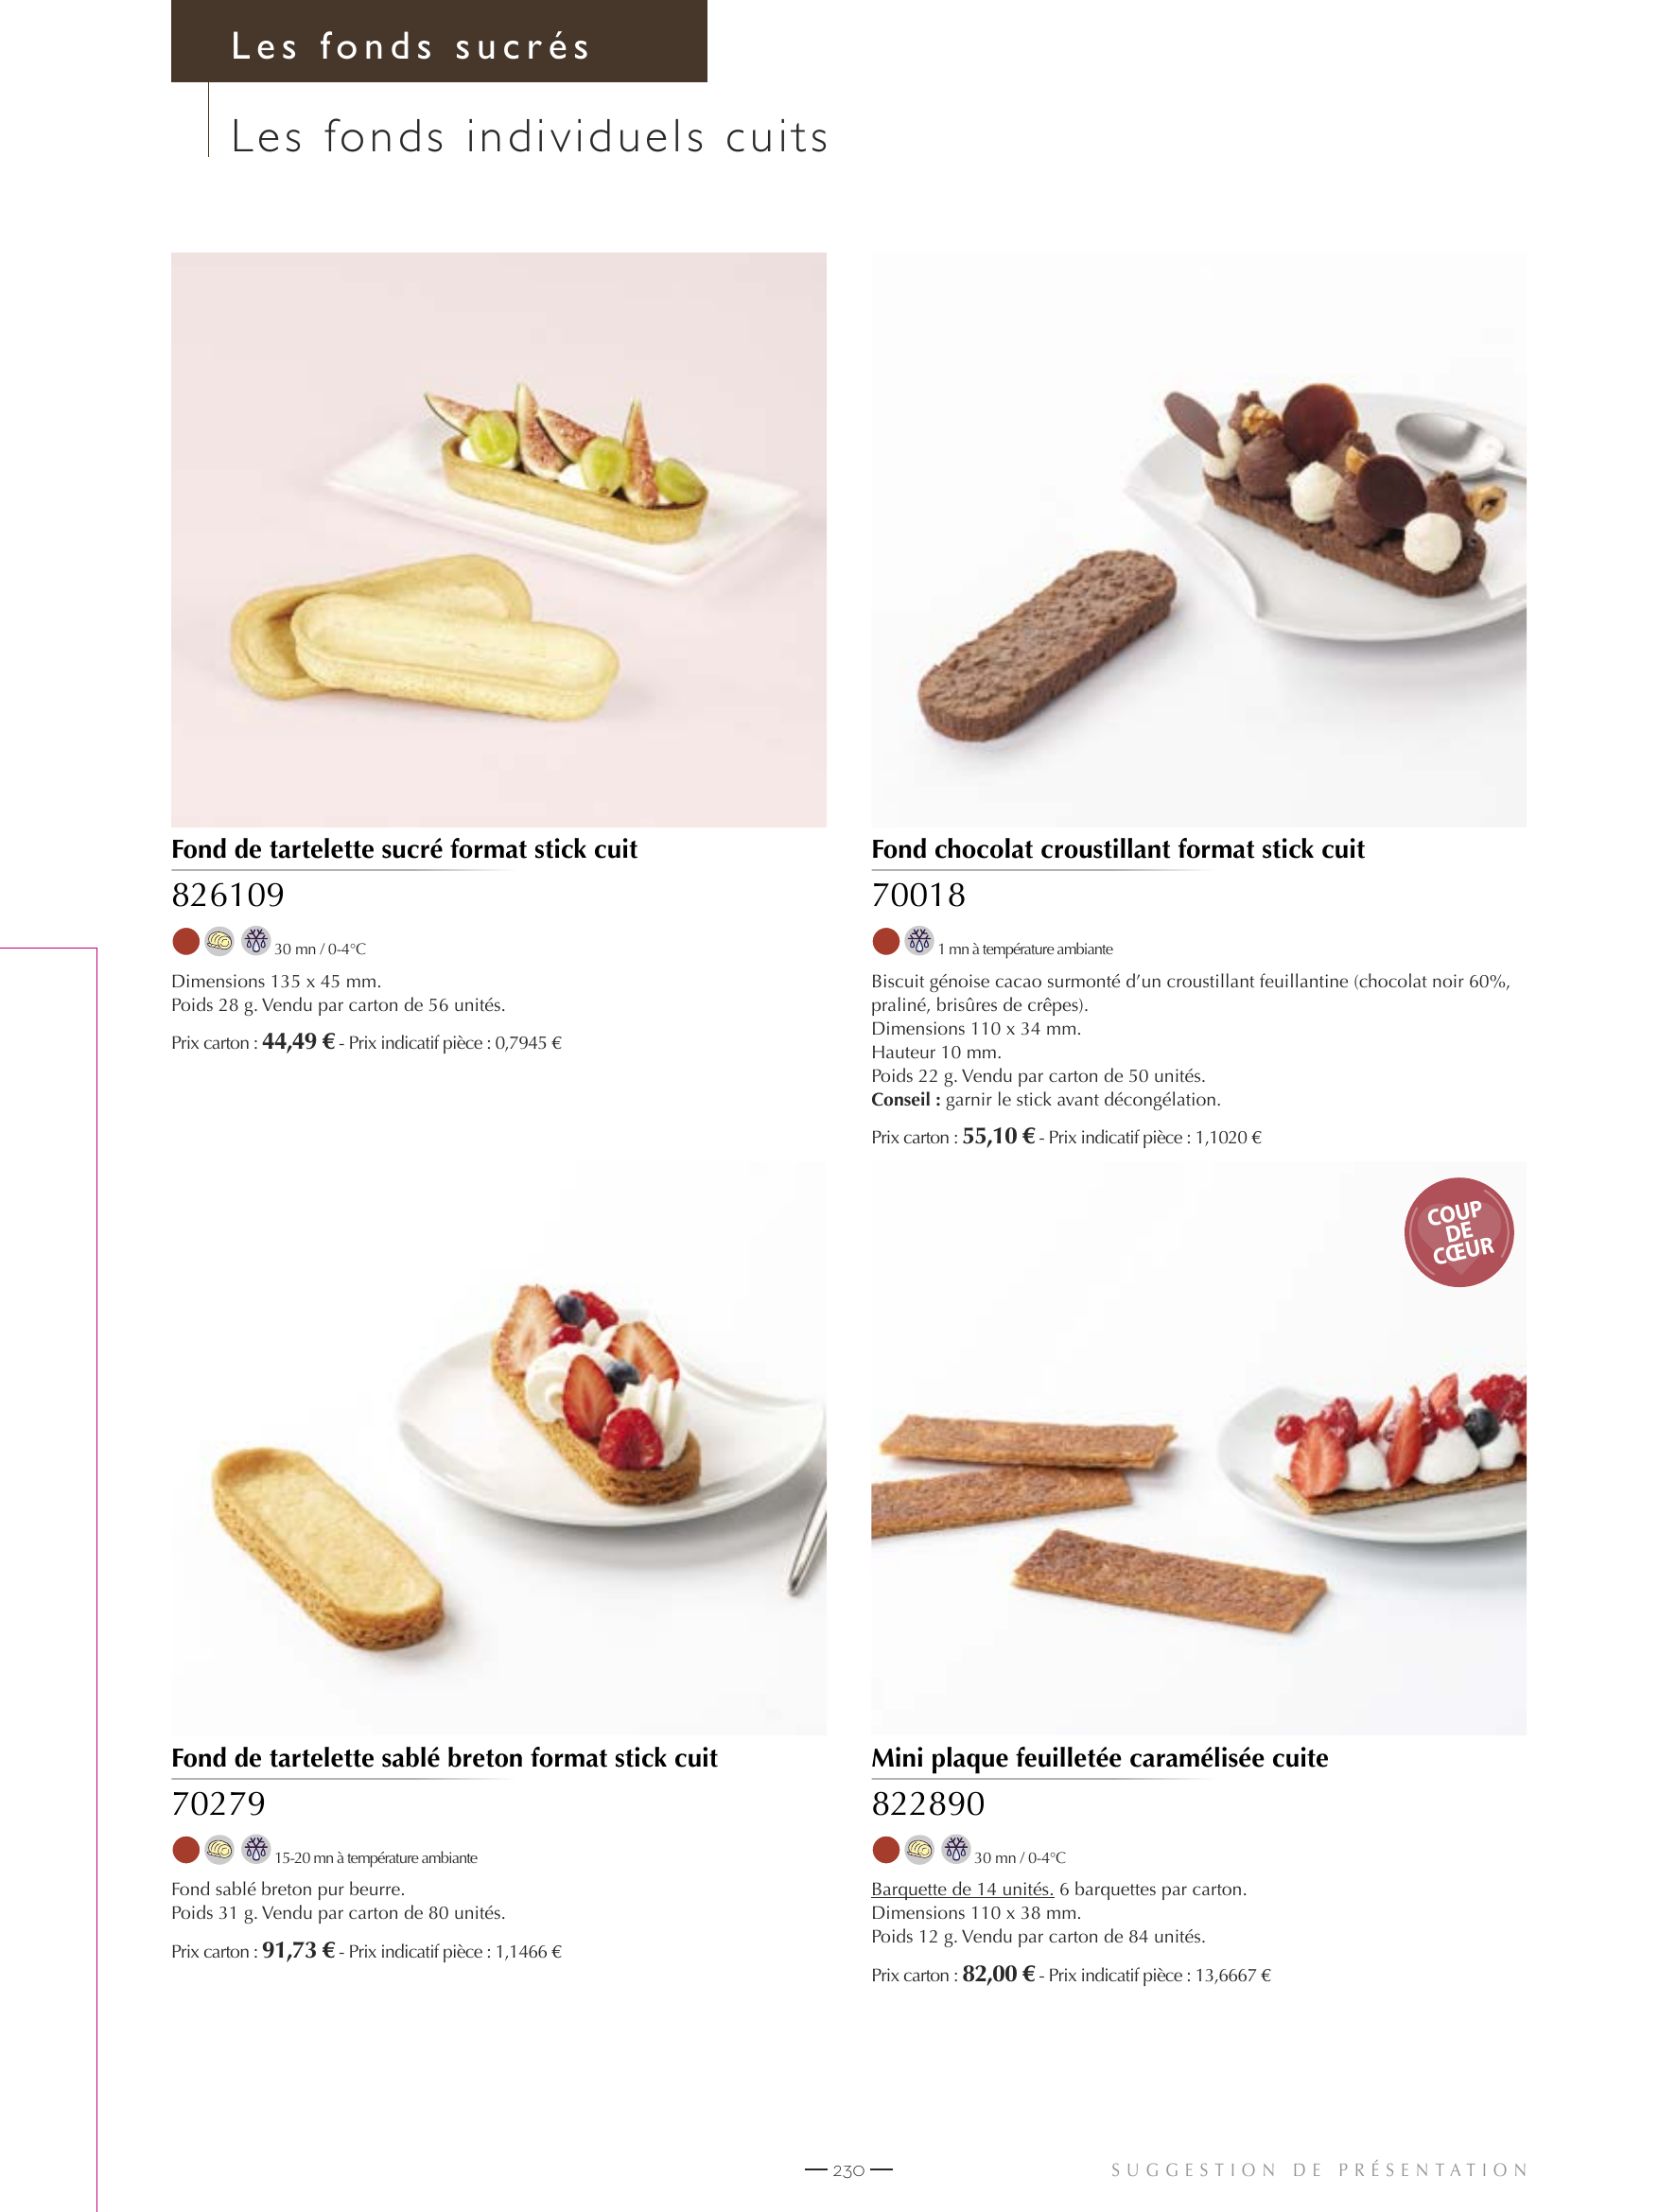 Les fonds sucrés
Les fonds individuels cuits
Fond de tartelette sucré format stick cuit
826109
30 mn / 0-4°C
Dimensions 135 x 45 mm.
Poids 28 g. Vendu par carton de 56 unités.
Prix carton : 44,49 € - Prix indicatif pièce : 0,7945 €
Fond chocolat croustillant format stick cuit
70018
1 mn à température ambiante
Biscuit génoise cacao surmonté d’un croustillant feuillantine (chocolat noir 60%,
praliné, brisûres de crêpes).
Dimensions 110 x 34 mm.
Hauteur 10 mm.
Poids 22 g. Vendu par carton de 50 unités.
Conseil : garnir le stick avant décongélation.
Prix carton : 55,10 € - Prix indicatif pièce : 1,1020 €
Fond de tartelette sablé breton format stick cuit
70279
15-20 mn à température ambiante
Fond sablé breton pur beurre.
Poids 31 g. Vendu par carton de 80 unités.
Prix carton : 91,73 € - Prix indicatif pièce : 1,1466 €
COUP
DE
CŒUR
Mini plaque feuilletée caramélisée cuite
822890
30 mn / 0-4°C
Barquette de 14 unités. 6 barquettes par carton.
Dimensions 110 x 38 mm.
Poids 12 g. Vendu par carton de 84 unités.
Prix carton : 82,00 € - Prix indicatif pièce : 13,6667 €
230
SUGGESTION DE PRÉSENTATION